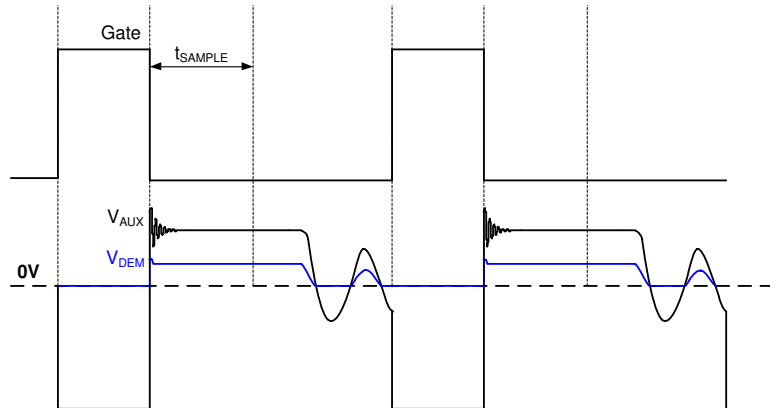 Gate
tSAMPLE
VAUX
VDEM
0V